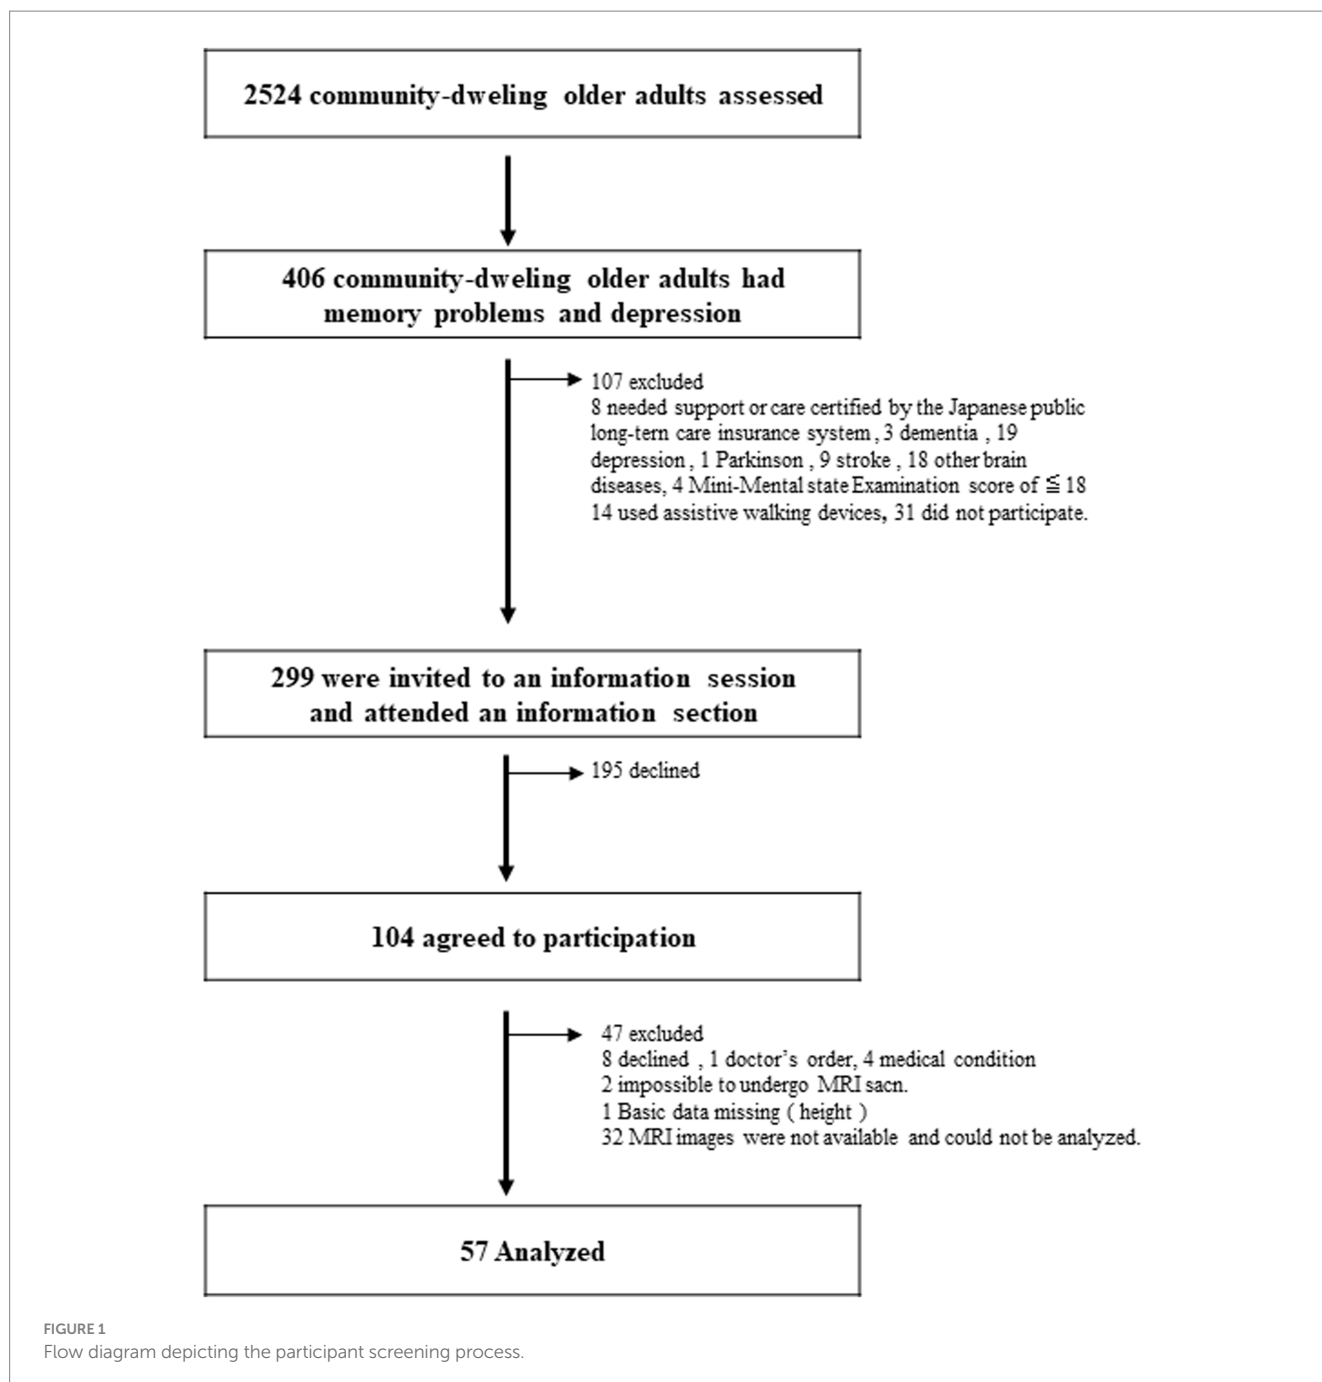 2524 community-dweling older adults assessed
406 community-dweling older adults had
memory problems and depression
107 excluded
8 needed support or care certified by the Japanese public
long-tern care insurance system, 3 dementia , 19
depression, 1 Parkinson, 9 stroke, 18 other brain
diseases, 4 Mini-Mental state Examination score of ≦ 18
14 used assistive walking devices, 31 did not participate.
299 were invited to an information session
and attended an information section
195 declined
104 agreed to participation
47 excluded
8 declined , 1 doctor's order, 4 medical condition
2 impossible to undergo MRI sacn.
1 Basic data missing ( height )
32 MRI images were not available and could not be analyzed.
57 Analyzed
FIGURE 1
Flow diagram depicting the participant screening process.